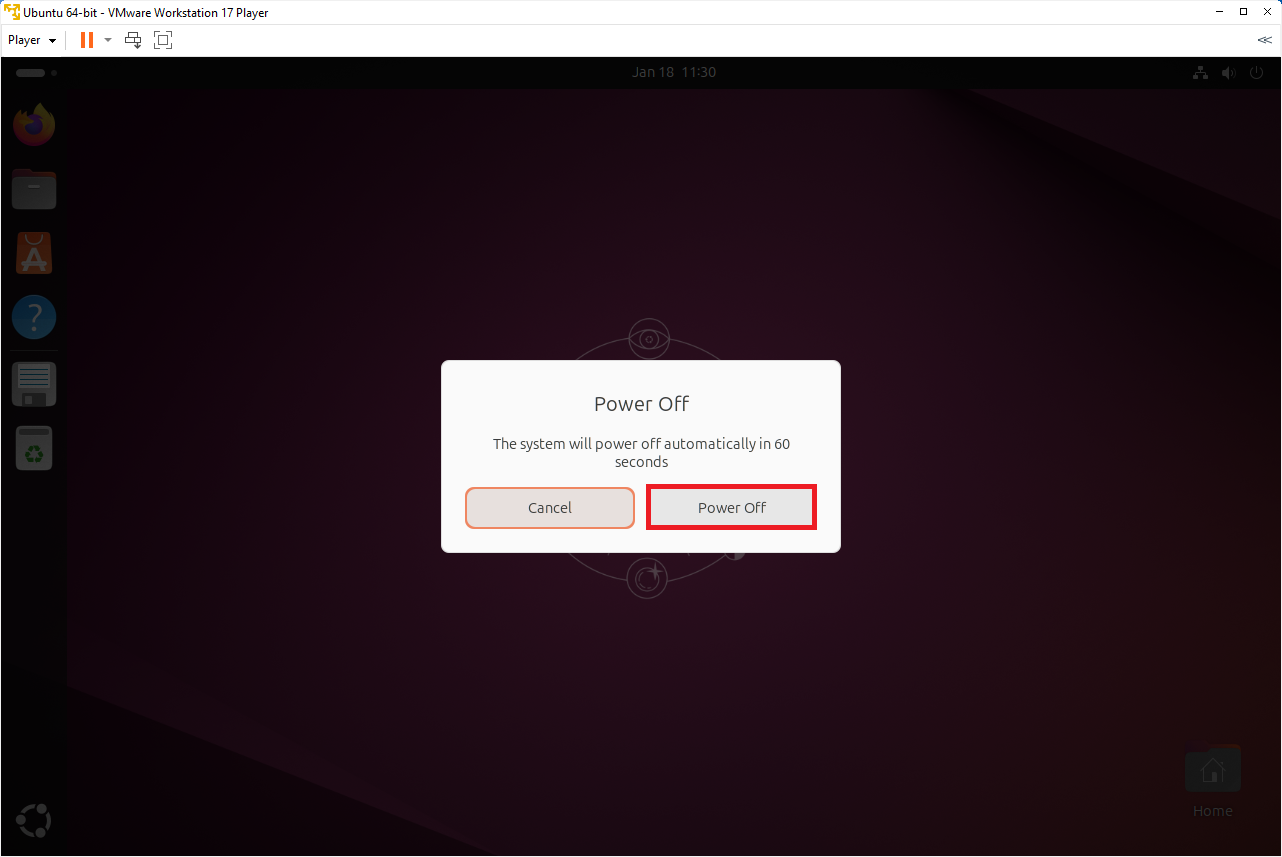 Ubuntu 64-bit - VMware Workstation 17 Player
Player
Jan 18 11:30
Power Off
The system will power off automatically in 60
seconds
Cancel
Power Off
Home